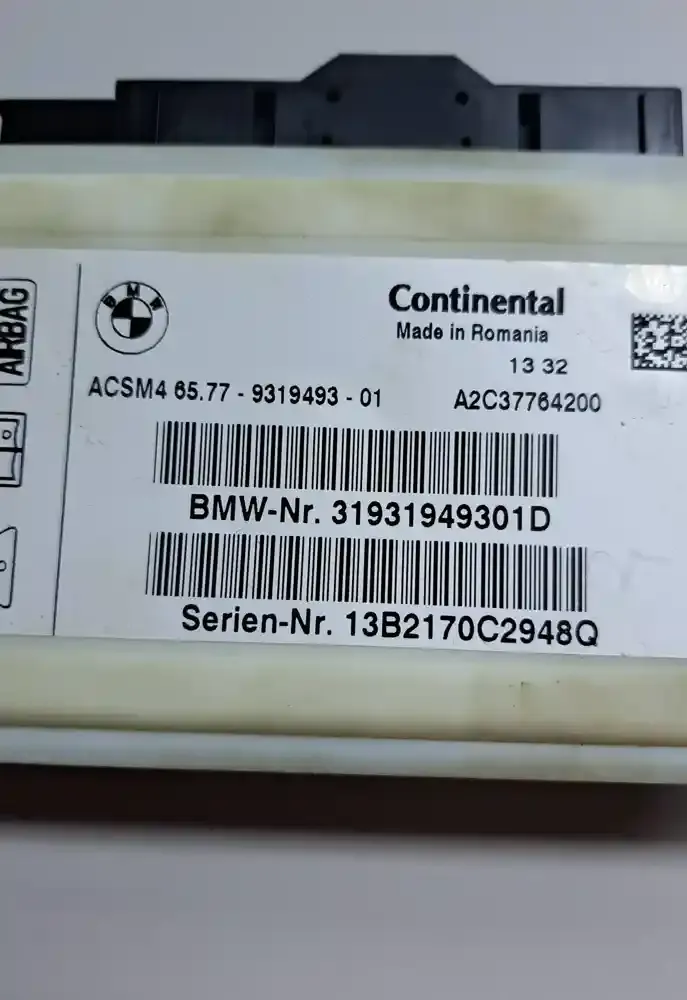 AIRBAG
BMW
Continental
Made in Romania
13 32
ACSM4 65.77 - 9319493 - 01
A2C37764200
BMW-Nr. 31931949301D
Serien-Nr. 13B2170C2948Q